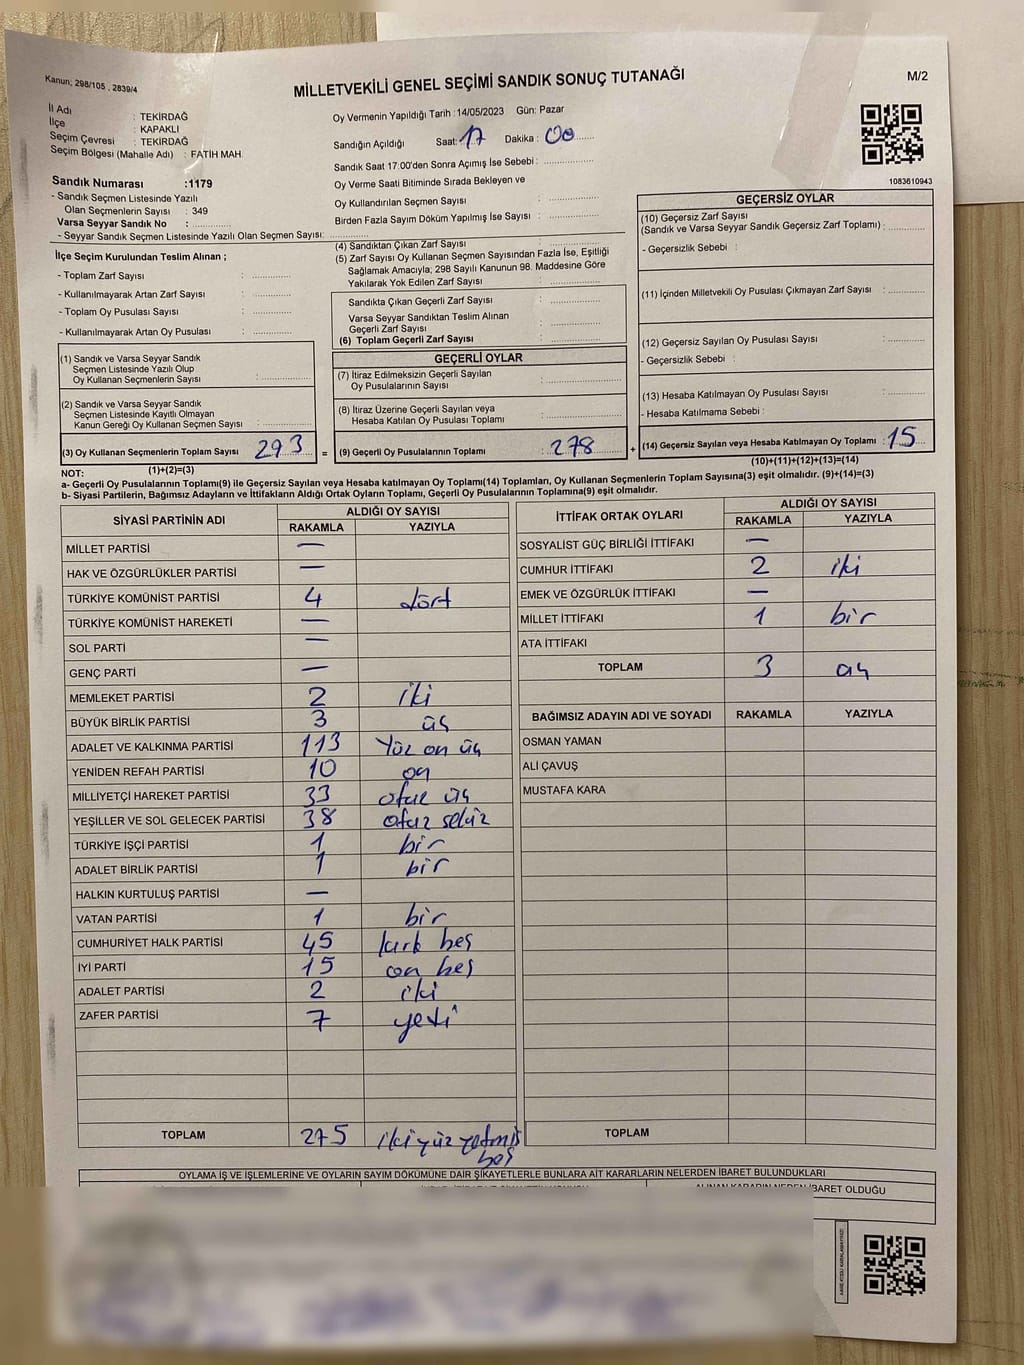 Kanun; 298/105 , 2839/4
MİLLETVEKİLİ GENEL SEÇİMİ SANDIK SONUÇ TUTANAĞI
M/2
İl Adı : TEKİRDAĞ
İlçe : KAPAKLI
Seçim Çevresi : TEKİRDAĞ
Seçim Bölgesi (Mahalle Adı) : FATİH MAH
Sandık Numarası :1179
- Sandık Seçmen Listesinde Yazılı
Olan Seçmenlerin Sayısı : 349
Varsa Seyyar Sandık No : ..............
- Seyyar Sandık Seçmen Listesinde Yazılı Olan Seçmen Sayısı: ..............
Oy Vermenin Yapıldığı Tarih : 14/05/2023 Gün: Pazar
Sandığın Açıldığı Saat: 17 Dakika : 00
Sandık Saat 17:00'den Sonra Açımış İse Sebebi : ..............
Oy Verme Saati Bitiminde Sırada Bekleyen ve
Oy Kullandırılan Seçmen Sayısı : ..............
Birden Fazla Sayım Döküm Yapılmış İse Sayısı : ..............
1083610943
İlçe Seçim Kurulundan Teslim Alınan ;
- Toplam Zarf Sayısı : ..............
- Kullanılmayarak Artan Zarf Sayısı : ..............
- Toplam Oy Pusulası Sayısı : ..............
- Kullanılmayarak Artan Oy Pusulası : ..............
(4) Sandıktan Çıkan Zarf Sayısı : ..............
(5) Zarf Sayısı Oy Kullanan Seçmen Sayısından Fazla İse, Eşitliği
Sağlamak Amacıyla; 298 Sayılı Kanunun 98. Maddesine Göre
Yakılarak Yok Edilen Zarf Sayısı : ..............
Sandıkta Çıkan Geçerli Zarf Sayısı : ..............
Varsa Seyyar Sandıktan Teslim Alınan
Geçerli Zarf Sayısı : ..............
(6) Toplam Geçerli Zarf Sayısı
GEÇERSİZ OYLAR
(10) Geçersiz Zarf Sayısı
(Sandık ve Varsa Seyyar Sandık Geçersiz Zarf Toplamı) : ..............
- Geçersizlik Sebebi :
(11) İçinden Milletvekili Oy Pusulası Çıkmayan Zarf Sayısı : ..............
(12) Geçersiz Sayılan Oy Pusulası Sayısı : ..............
- Geçersizlik Sebebi :
(13) Hesaba Katılmayan Oy Pusulası Sayısı : ..............
- Hesaba Katılmama Sebebi :
(14) Geçersiz Sayılan veya Hesaba Katılmayan Oy Toplamı : 15
(1) Sandık ve Varsa Seyyar Sandık
Seçmen Listesinde Yazılı Olup
Oy Kullanan Seçmenlerin Sayısı : ..............
(2) Sandık ve Varsa Seyyar Sandık
Seçmen Listesinde Kayıtlı Olmayan
Kanun Gereği Oy Kullanan Seçmen Sayısı : ..............
(3) Oy Kullanan Seçmenlerin Toplam Sayısı : 293 =
GEÇERLİ OYLAR
(7) İtiraz Edilmeksizin Geçerli Sayılan
Oy Pusulalarının Sayısı : ..............
(8) İtiraz Üzerine Geçerli Sayılan veya
Hesaba Katılan Oy Pusulası Toplamı : ..............
(9) Geçerli Oy Pusulalarının Toplamı : 278 +
NOT: (1)+(2)=(3)
(10)+(11)+(12)+(13)=(14)
a- Geçerli Oy Pusulalarının Toplamı(9) ile Geçersiz Sayılan veya Hesaba Katılmayan Oy Toplamı(14) Toplamları, Oy Kullanan Seçmenlerin Toplam Sayısına(3) eşit olmalıdır. (9)+(14)=(3)
b- Siyasi Partilerin, Bağımsız Adayların ve İttifakların Aldığı Ortak Oyların Toplamı, Geçerli Oy Pusulalarının Toplamına(9) eşit olmalıdır.
SİYASİ PARTİNİN ADI ALDIĞI OY SAYISI
RAKAMLA YAZIYLA
MİLLET PARTİSİ —
HAK VE ÖZGÜRLÜKLER PARTİSİ —
TÜRKİYE KOMÜNİST PARTİSİ 4 dört
TÜRKİYE KOMÜNİST HAREKETİ —
SOL PARTİ —
GENÇ PARTİ —
MEMLEKET PARTİSİ 2 iki
BÜYÜK BİRLİK PARTİSİ 3 üç
ADALET VE KALKINMA PARTİSİ 113 Yüz on üç
YENİDEN REFAH PARTİSİ 10 on
MİLLİYETÇİ HAREKET PARTİSİ 33 otuz üç
YEŞİLLER VE SOL GELECEK PARTİSİ 38 otuz sekiz
TÜRKİYE İŞÇİ PARTİSİ 1 bir
ADALET BİRLİK PARTİSİ 1 bir
HALKIN KURTULUŞ PARTİSİ —
VATAN PARTİSİ 1 bir
CUMHURİYET HALK PARTİSİ 45 kırk beş
İYİ PARTİ 15 on beş
ADALET PARTİSİ 2 iki
ZAFER PARTİSİ 7 yedi
TOPLAM 275 iki yüz yetmiş
beş
İTTİFAK ORTAK OYLARI ALDIĞI OY SAYISI
RAKAMLA YAZIYLA
SOSYALİST GÜÇ BİRLİĞİ İTTİFAKI —
CUMHUR İTTİFAKI 2 iki
EMEK VE ÖZGÜRLÜK İTTİFAKI —
MİLLET İTTİFAKI 1 bir
ATA İTTİFAKI
TOPLAM 3 üç
BAĞIMSIZ ADAYIN ADI VE SOYADI RAKAMLA YAZIYLA
OSMAN YAMAN
ALİ ÇAVUŞ
MUSTAFA KARA
TOPLAM
OYLAMA İŞ VE İŞLEMLERİNE VE OYLARIN SAYIM DÖKÜMÜNE DAİR ŞİKAYETLERLE BUNLARA AİT KARARLARIN NELERDEN İBARET BULUNDUKLARI
ALINAN KARARIN NEDEN İBARET OLDUĞU